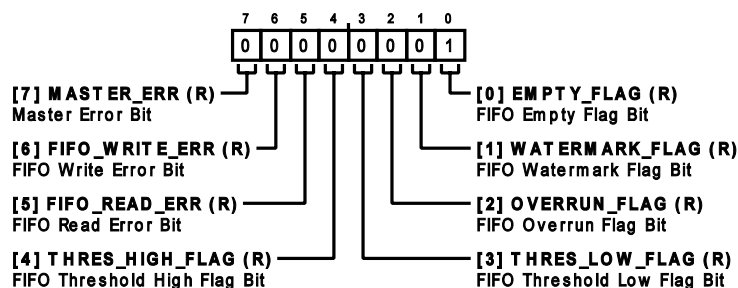 7 6 5 4 3 2 1 0
0 0 0 0 0 0 0 1
[7] MASTER_ERR (R)
Master Error Bit
[6] FIFO_WRITE_ERR (R)
FIFO Write Error Bit
[5] FIFO_READ_ERR (R)
FIFO Read Error Bit
[4] THRES_HIGH_FLAG (R)
FIFO Threshold High Flag Bit
[0] EMPTY_FLAG (R)
FIFO Empty Flag Bit
[1] WATERMARK_FLAG (R)
FIFO Watermark Flag Bit
[2] OVERRUN_FLAG (R)
FIFO Overrun Flag Bit
[3] THRES_LOW_FLAG (R)
FIFO Threshold Low Flag Bit